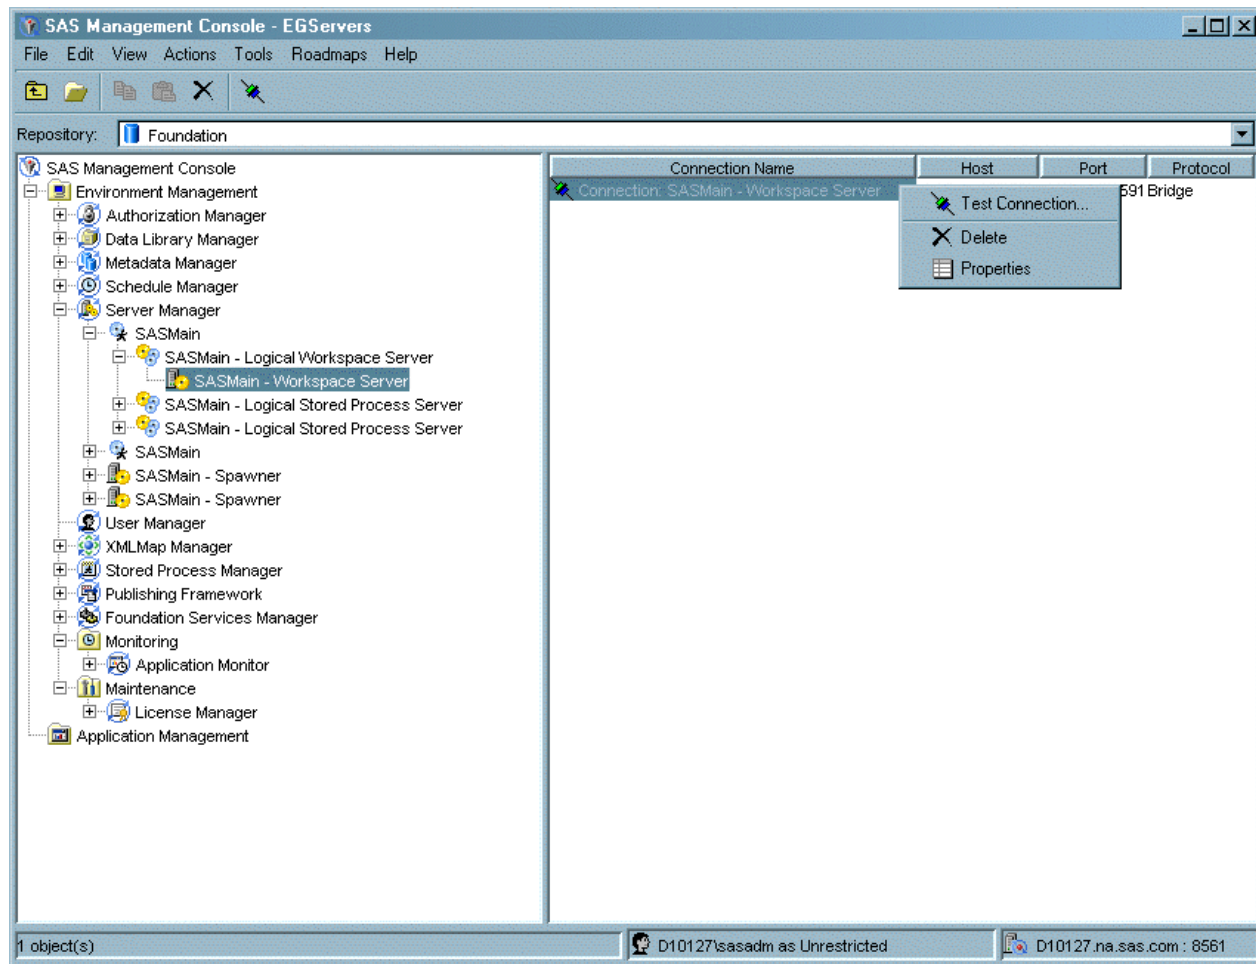 SAS Management Console - EGServers
File Edit View Actions Tools Roadmaps Help
Repository: Foundation
SAS Management Console
Environment Management
Authorization Manager
Data Library Manager
Metadata Manager
Schedule Manager
Server Manager
SASMain
SASMain - Logical Workspace Server
SASMain - Workspace Server
SASMain - Logical Stored Process Server
SASMain - Logical Stored Process Server
SASMain
SASMain - Spawner
SASMain - Spawner
User Manager
XMLMap Manager
Stored Process Manager
Publishing Framework
Foundation Services Manager
Monitoring
Application Monitor
Maintenance
License Manager
Application Management
Connection Name Host Port Protocol
Connection: SASMain - Workspace Server 591 Bridge
Test Connection...
Delete
Properties
1 object(s) D10127\sasadm as Unrestricted D10127.na.sas.com : 8561